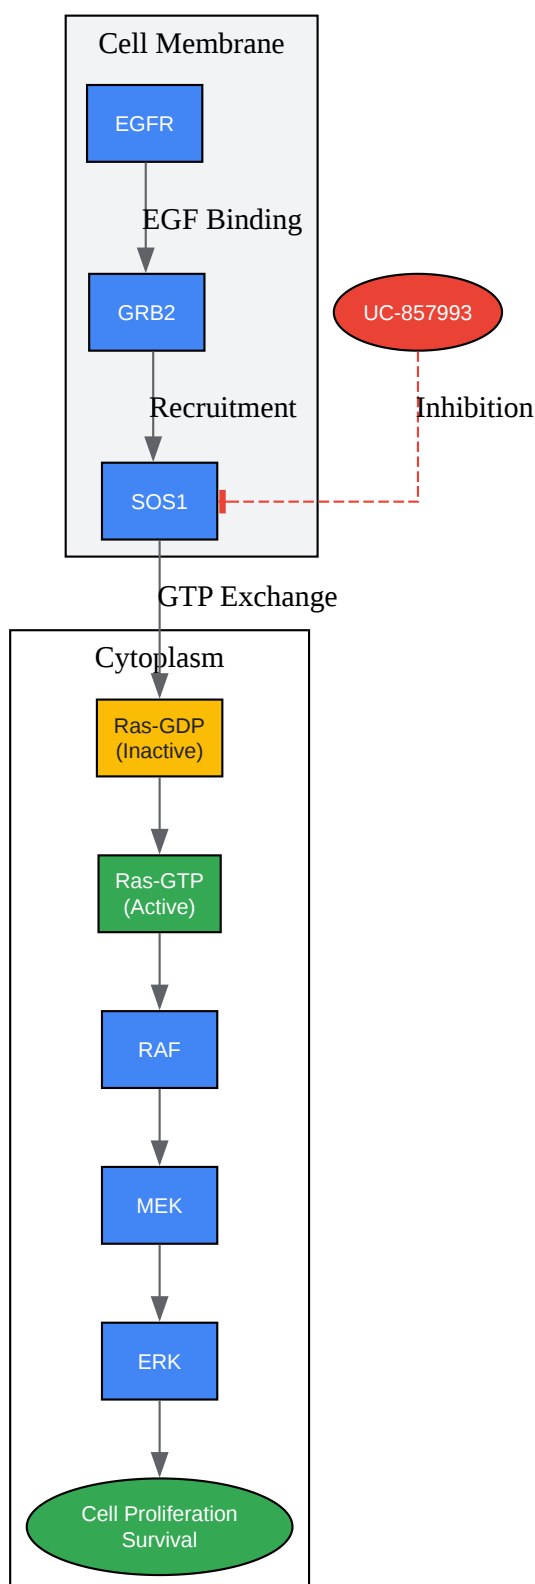 Cell Membrane
EGFR
EGF Binding
GRB2
UC-857993
Recruitment
Inhibition
SOS1
GTP Exchange
Cytoplasm
Ras-GDP
(Inactive)
Ras-GTP
(Active)
RAF
MEK
ERK
Cell Proliferation
Survival